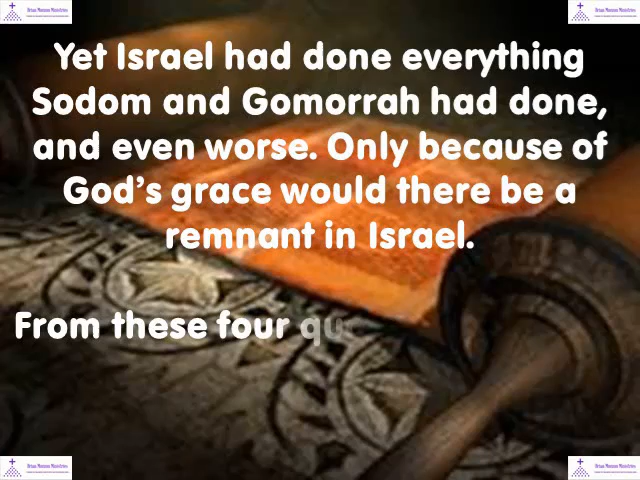 Yet Israel had done everything
Sodom and Gomorrah had done,
and even worse. Only because of
God’s grace would there be a
remnant in Israel.
From these four